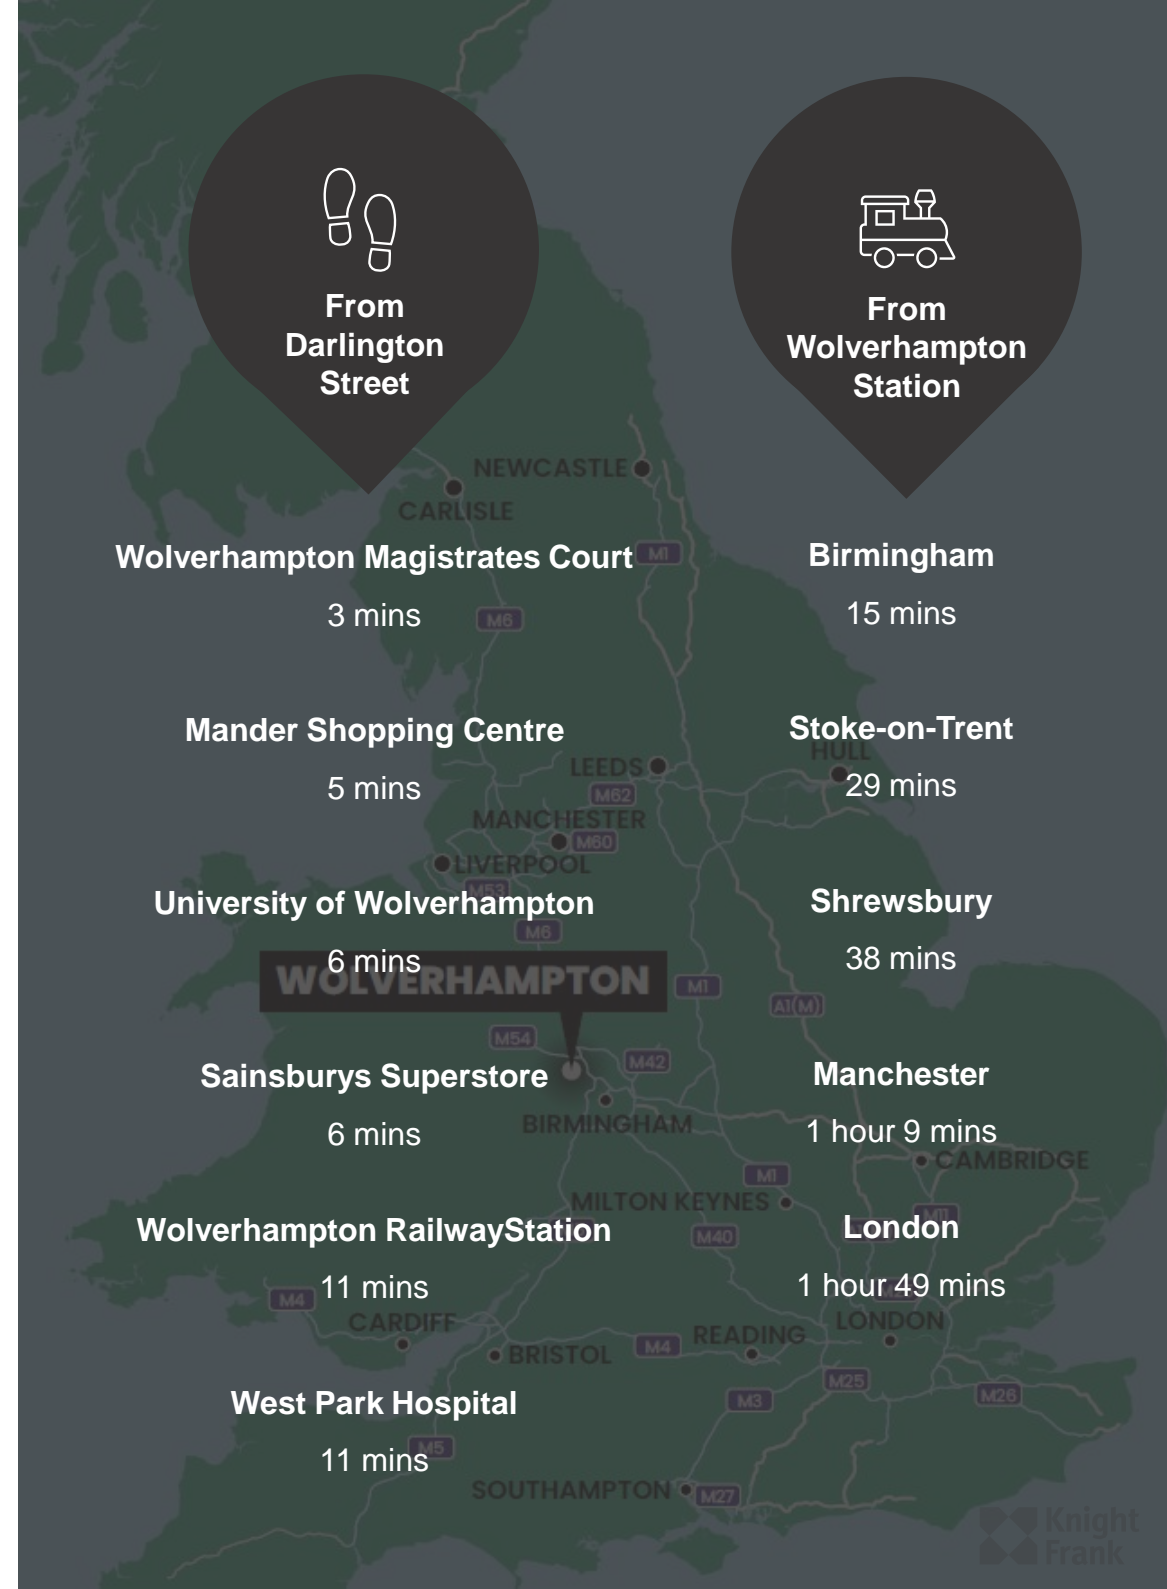 From
Darlington
Street
Wolverhampton Magistrates Court
3 mins
Mander Shopping Centre
5 mins
University of Wolverhampton
6 mins
Sainsburys Superstore
6 mins
Wolverhampton RailwayStation
11 mins
West Park Hospital
11 mins
From
Wolverhampton
Station
Birmingham
15 mins
Stoke-on-Trent
29 mins
Shrewsbury
38 mins
Manchester
1 hour 9 mins
London
1 hour 49 mins
NEWCASTLE
CARLISLE
M1
M6
LEEDS
HULL
M62
MANCHESTER
M60
LIVERPOOL
M53
M6
WOLVERHAMPTON
M1
A1(M)
M54
M42
BIRMINGHAM
CAMBRIDGE
M1
MILTON KEYNES
M11
M40
M4
CARDIFF
LONDON
READING
BRISTOL
M4
M25
M26
M3
M5
SOUTHAMPTON
M27
Knight
Frank